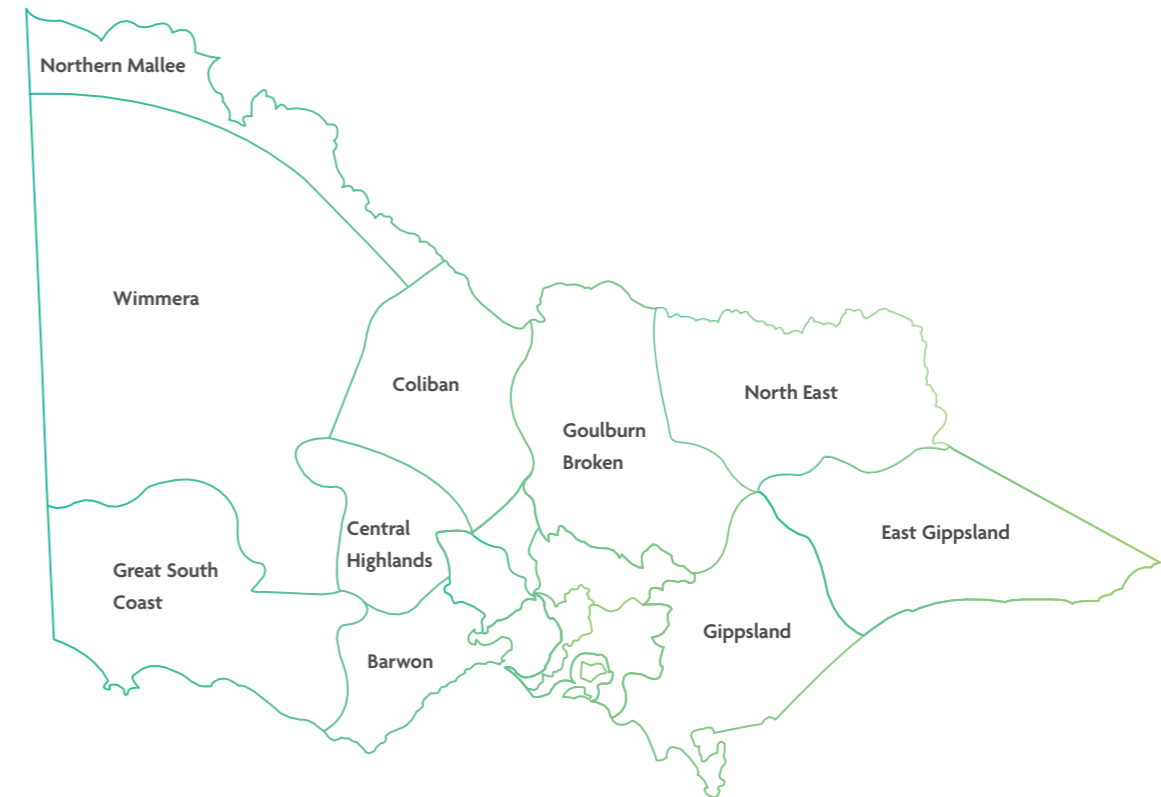 Northern Mallee
Wimmera
Coliban
North East
Goulburn
Broken
Central
Highlands
East Gippsland
Great South
Coast
Gippsland
Barwon